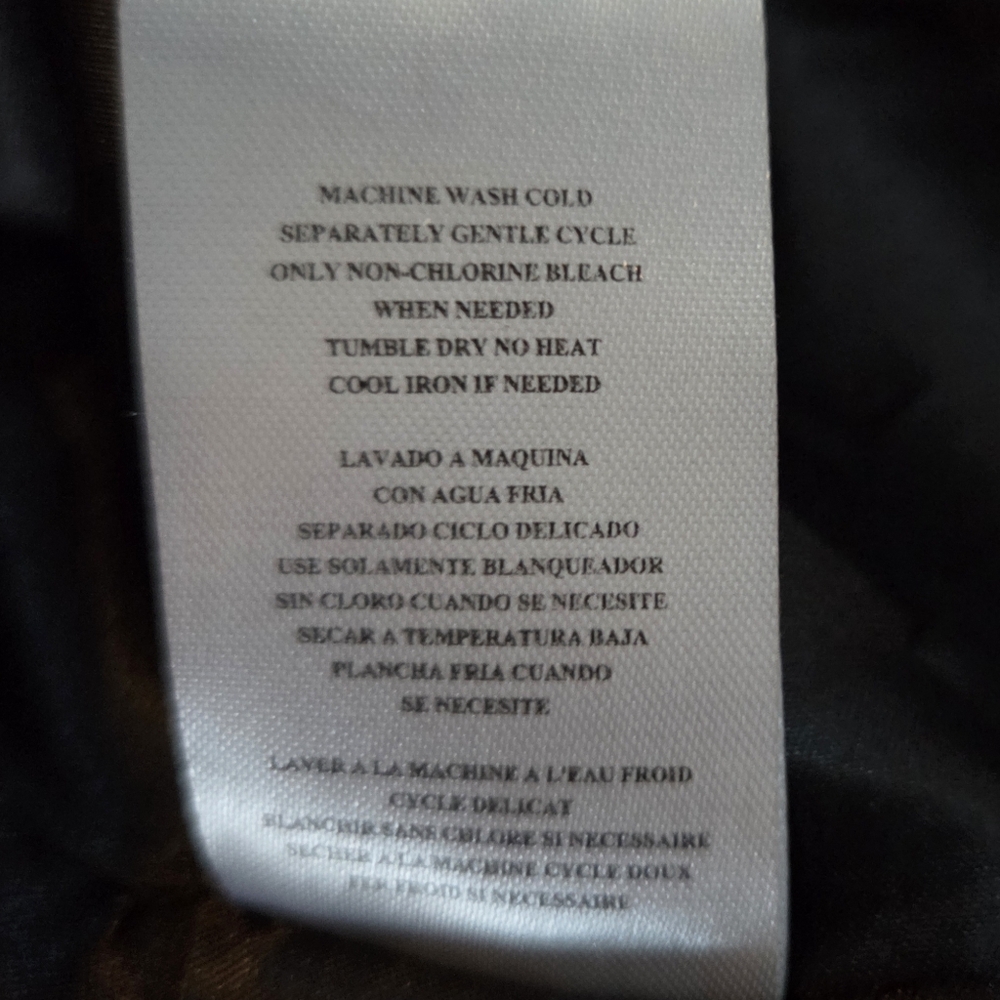 MACHINE WASH COLD
SEPARATELY GENTLE CYCLE
ONLY NON-CHLORINE BLEACH
WHEN NEEDED
TUMBLE DRY NO HEAT
COOL IRON IF NEEDED
LAVADO A MAQUINA
CON AGUA FRIA
SEPARADO CICLO DELICADO
USE SOLAMENTE BLANQUEADOR
SIN CLORO CUANDO SE NECESITE
SECAR A TEMPERATURA BAJA
PLANCHA FRIA CUANDO
SE NECESITE
LAVER A LA MACHINE A L'EAU FROID
CYCLE DELICAT
BLANCHIR SANS CHLORE SI NECESSAIRE
SECHER A LA MACHINE CYCLE DOUX
FER FROID SI NECESSAIRE